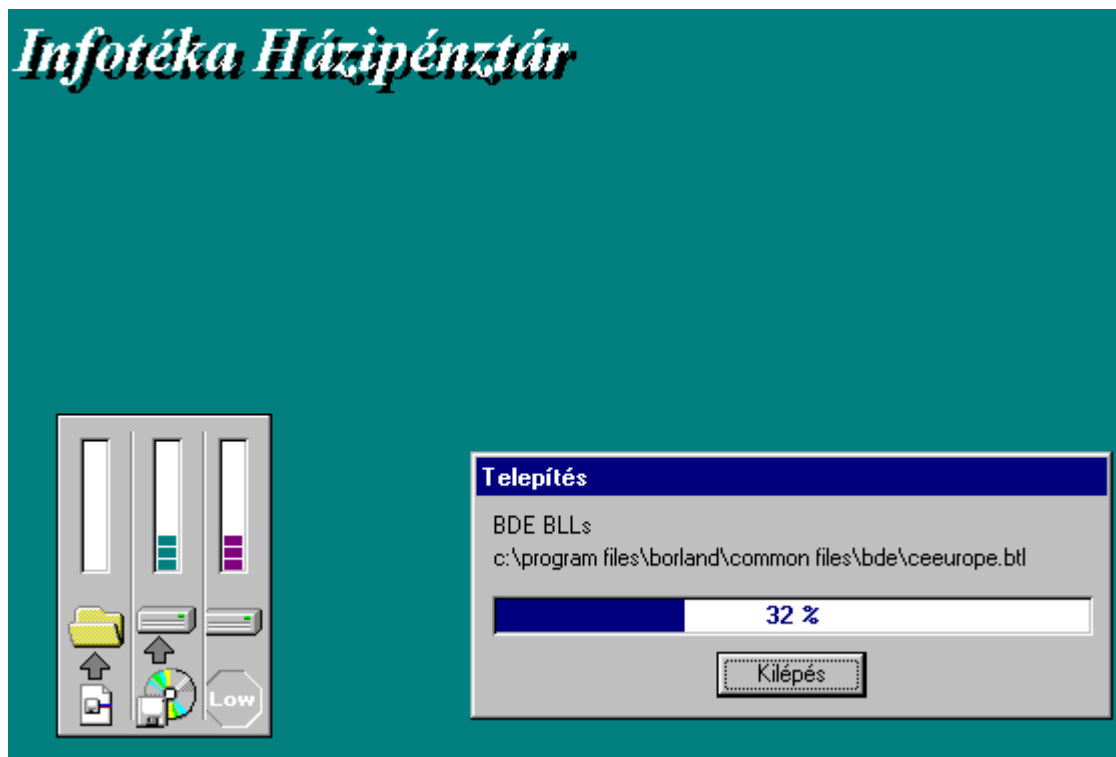 Infotéka Házipénztár
Telepítés
BDE BLLs
c:\program files\borland\common files\bde\ceeurope.btl
32 %
Kilépés
Low